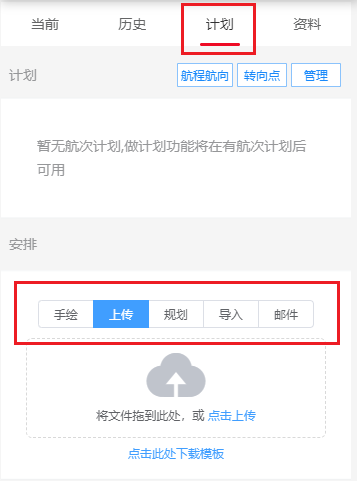 当前 历史 计划 资料
计划 航程航向 转向点 管理
暂无航次计划,做计划功能将在有航次计划后
可用
安排
手绘 上传 规划 导入 邮件
将文件拖到此处，或 点击上传
点击此处下载模板